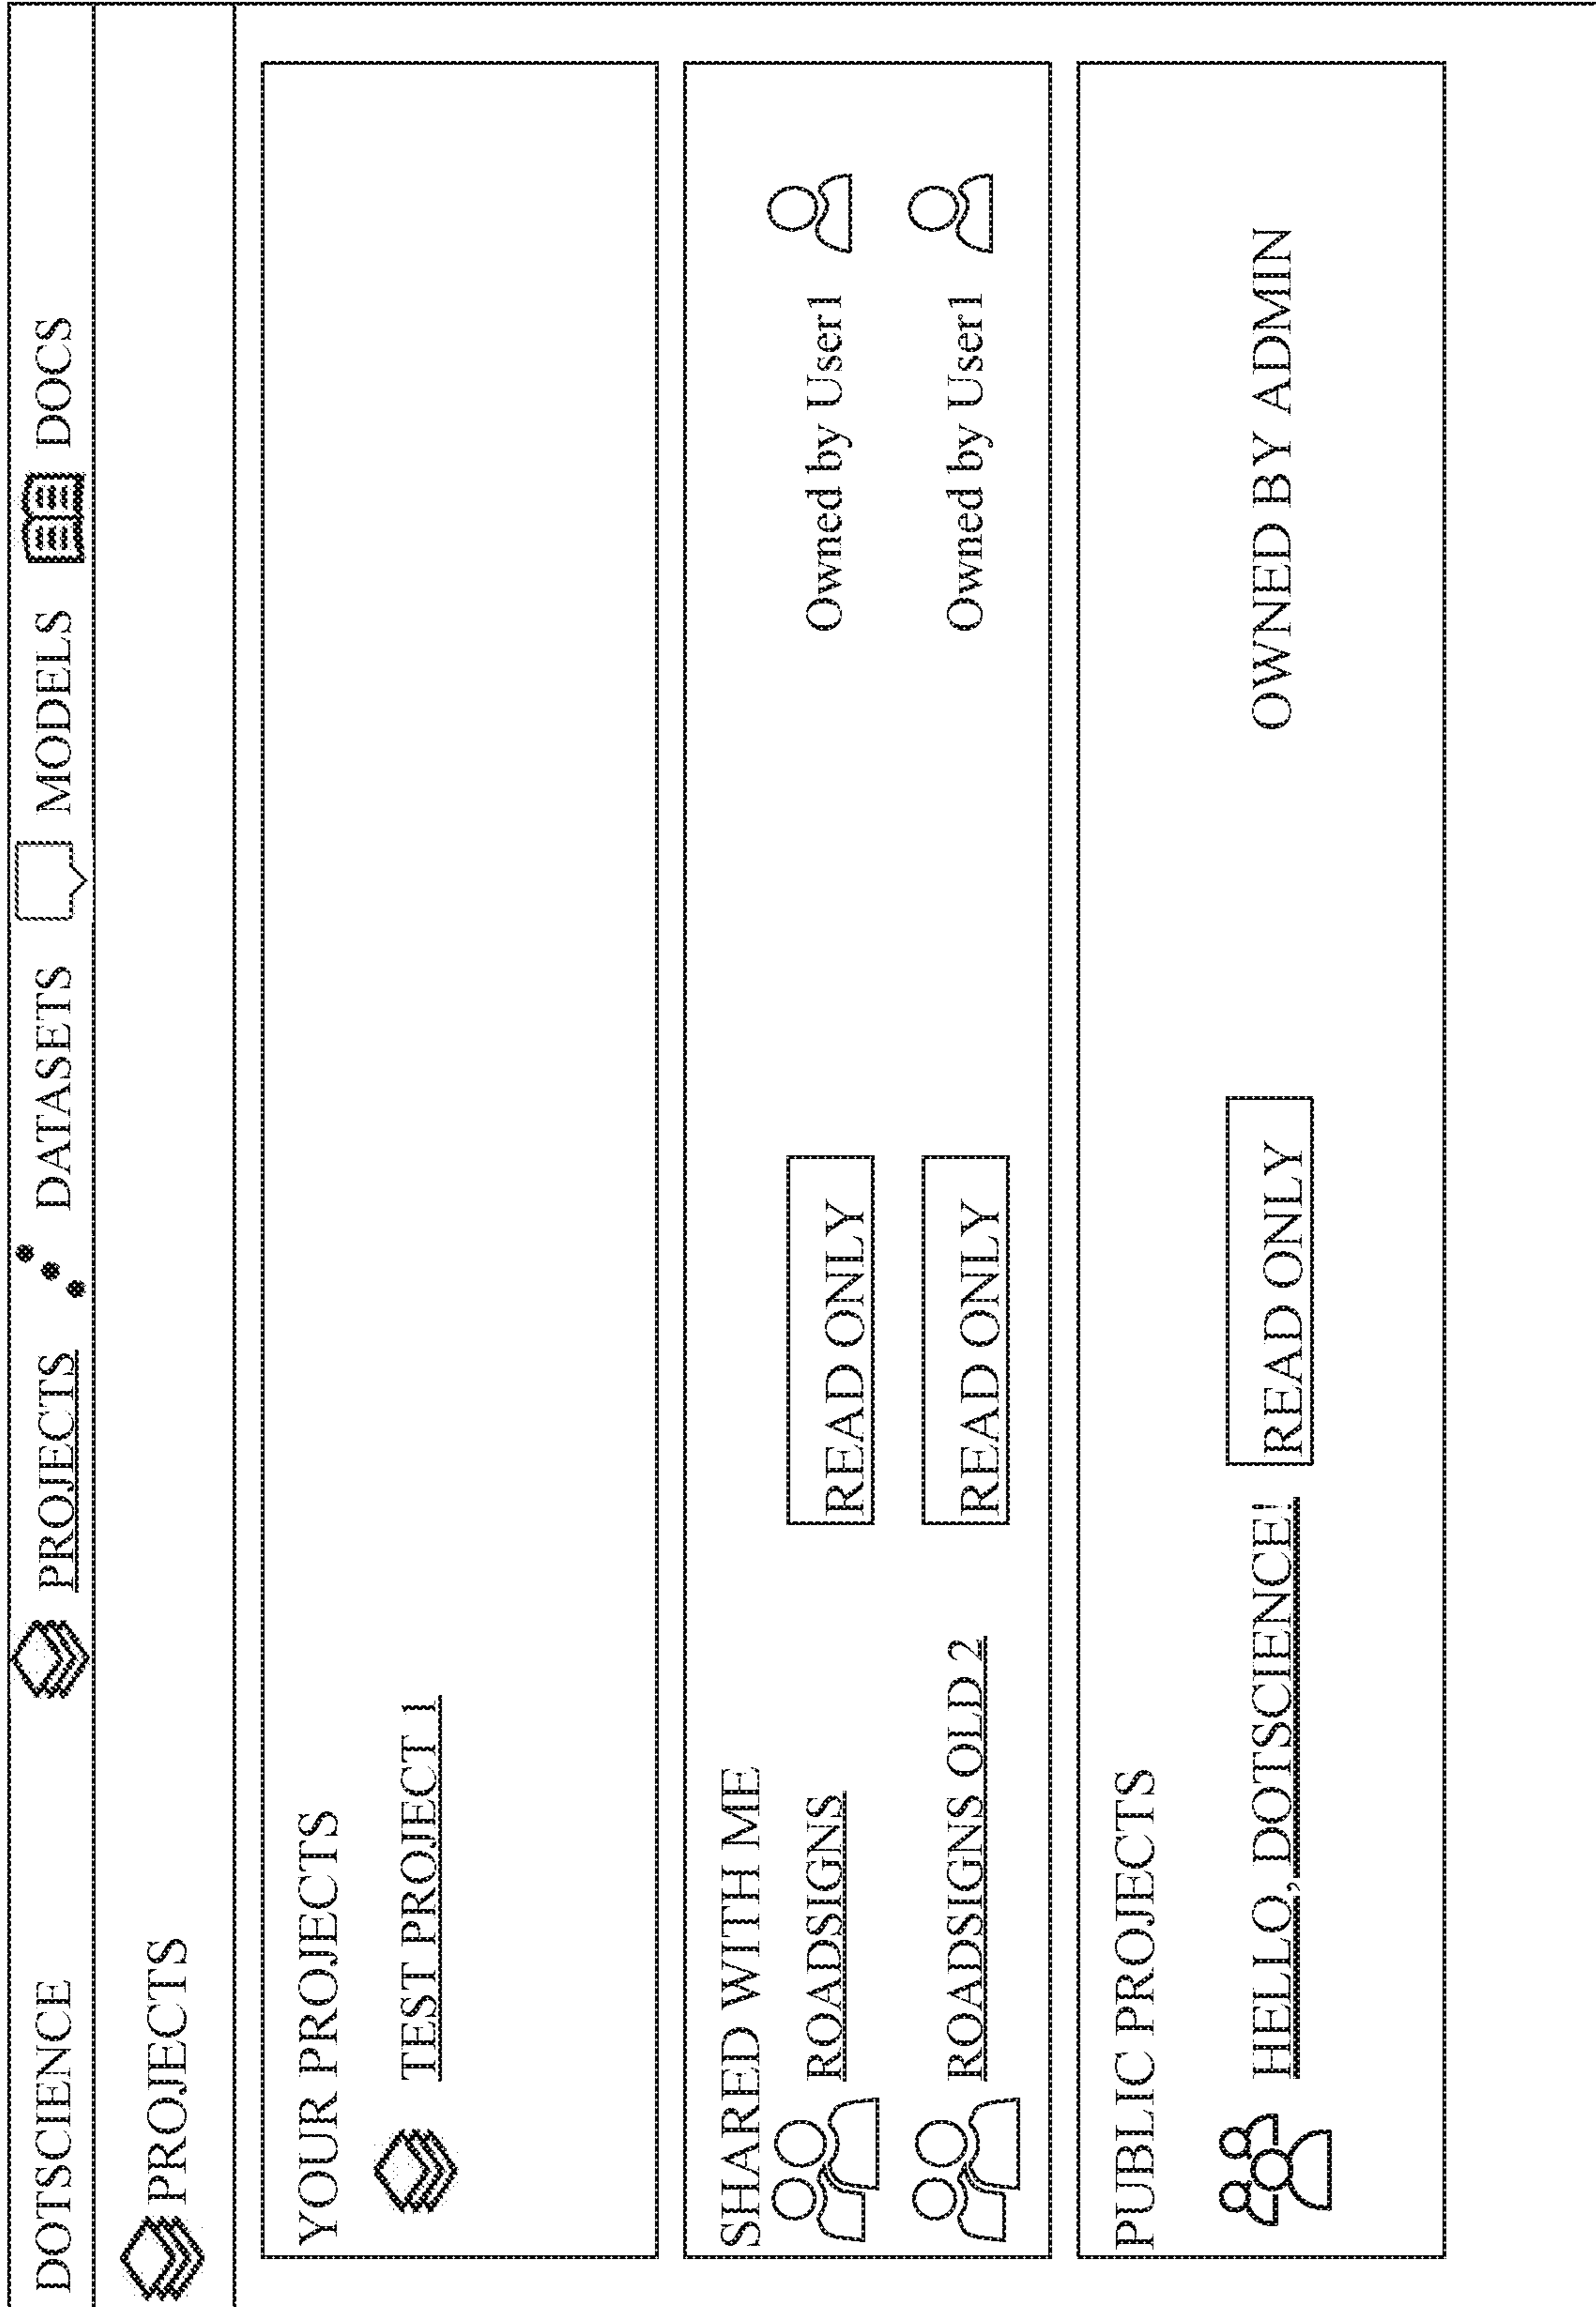 DOTSCIENCE PROJECTS DATASETS MODELS DOCS
PROJECTS
YOUR PROJECTS
TEST PROJECT 1
SHARED WITH ME
ROADSIGNS READ ONLY Owned by User1
ROADSIGNS OLD 2 READ ONLY Owned by User1
PUBLIC PROJECTS
HELLO, DOTSCIENCE! READ ONLY OWNED BY ADMIN